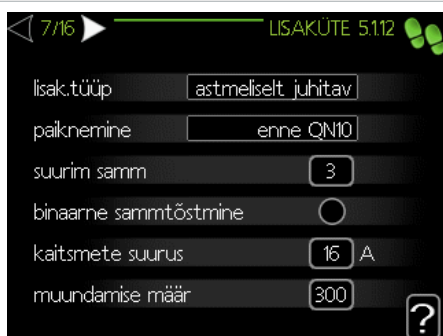 7/16 LISAKÜTE 5.1.12
lisak.tüüp astmeliselt juhitav
paiknemine enne QN10
suurim samm 3
binaarne sammtõstmine
kaitsmete suurus 16 A
muundamise määr 300
?